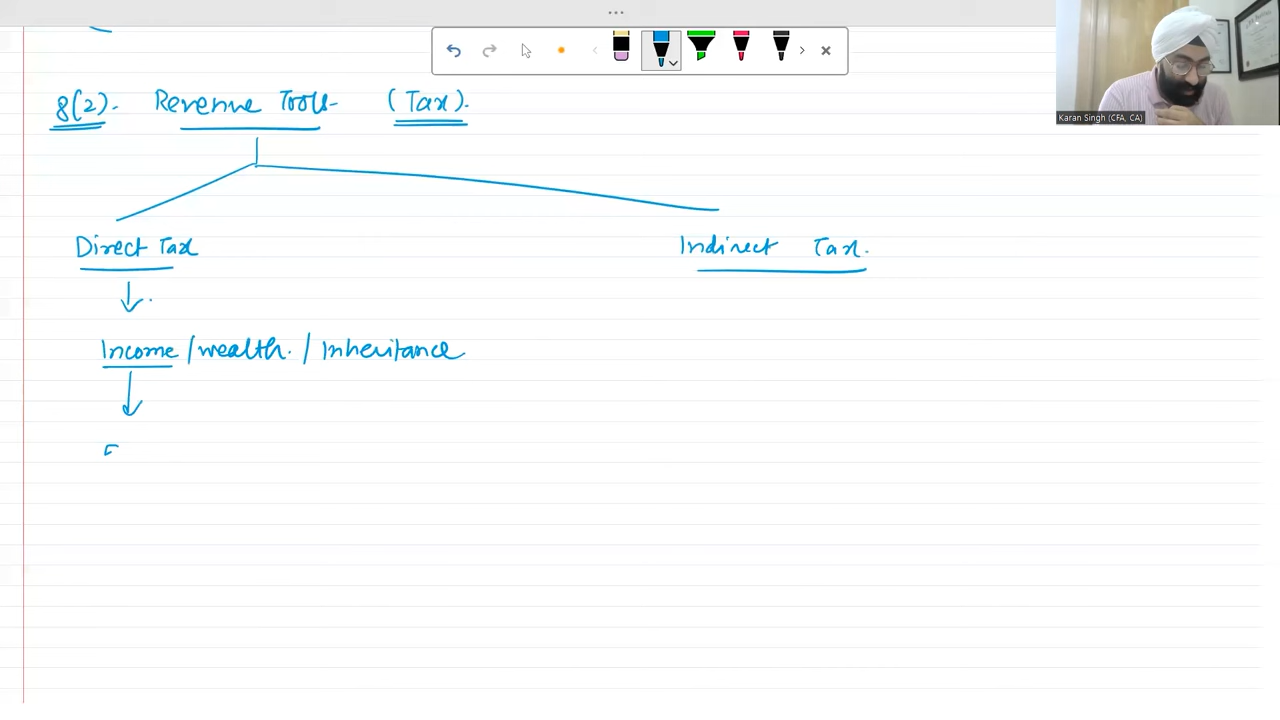 8(2). Revenue Tools (Tax).
Direct Tax
Indirect Tax.
Income / wealth. / Inheritance
Karan Singh (CFA, CA)